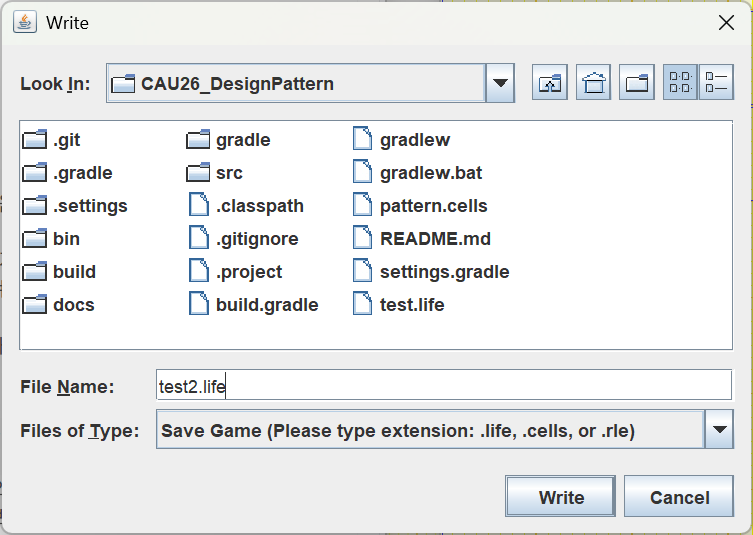 Write
Look In: CAU26_DesignPattern
.git gradle gradlew
.gradle src gradlew.bat
.settings .classpath pattern.cells
bin .gitignore README.md
build .project settings.gradle
docs build.gradle test.life
File Name: test2.life
Files of Type: Save Game (Please type extension: .life, .cells, or .rle)
Write Cancel